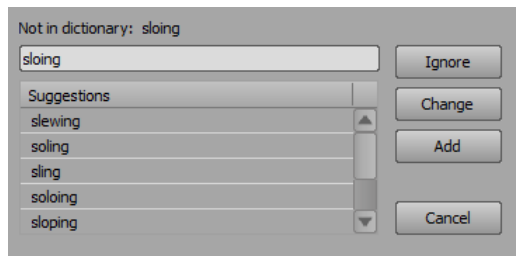 Not in dictionary: sloing
sloing
Ignore
Suggestions
Change
slewing
soling
Add
sling
soloing
sloping
Cancel